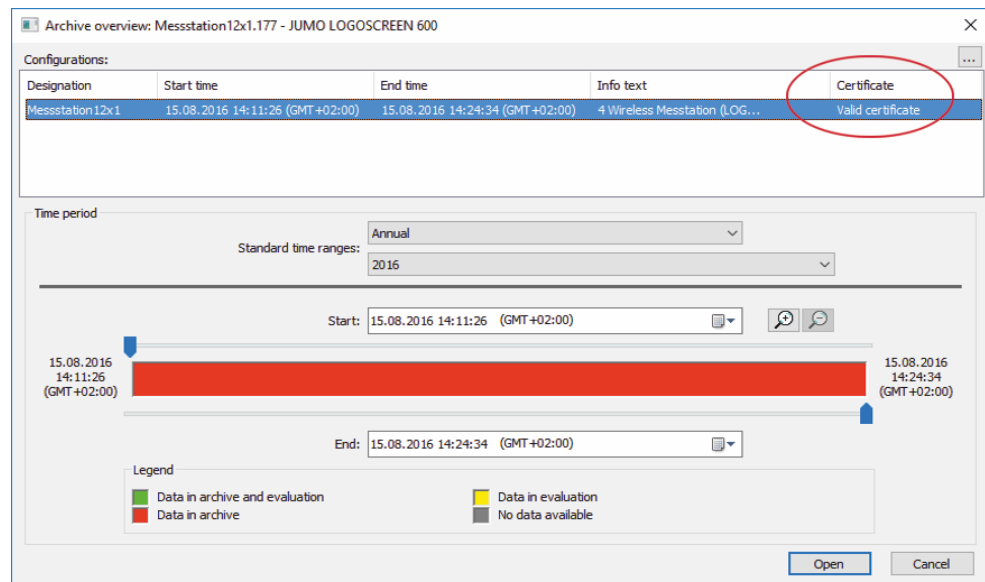 Archive overview: Messstation12x1.177 - JUMO LOGOSCREEN 600
Configurations:
...
Designation Start time End time Info text Certificate
Messstation12x1 15.08.2016 14:11:26 (GMT+02:00) 15.08.2016 14:24:34 (GMT+02:00) 4 Wireless Messtation (LOG... Valid certificate
Time period
Standard time ranges:
Annual
2016
Start: 15.08.2016 14:11:26 (GMT+02:00)
15.08.2016
14:11:26
(GMT+02:00)
15.08.2016
14:24:34
(GMT+02:00)
End: 15.08.2016 14:24:34 (GMT+02:00)
Legend
Data in archive and evaluation
Data in archive
Data in evaluation
No data available
Open Cancel